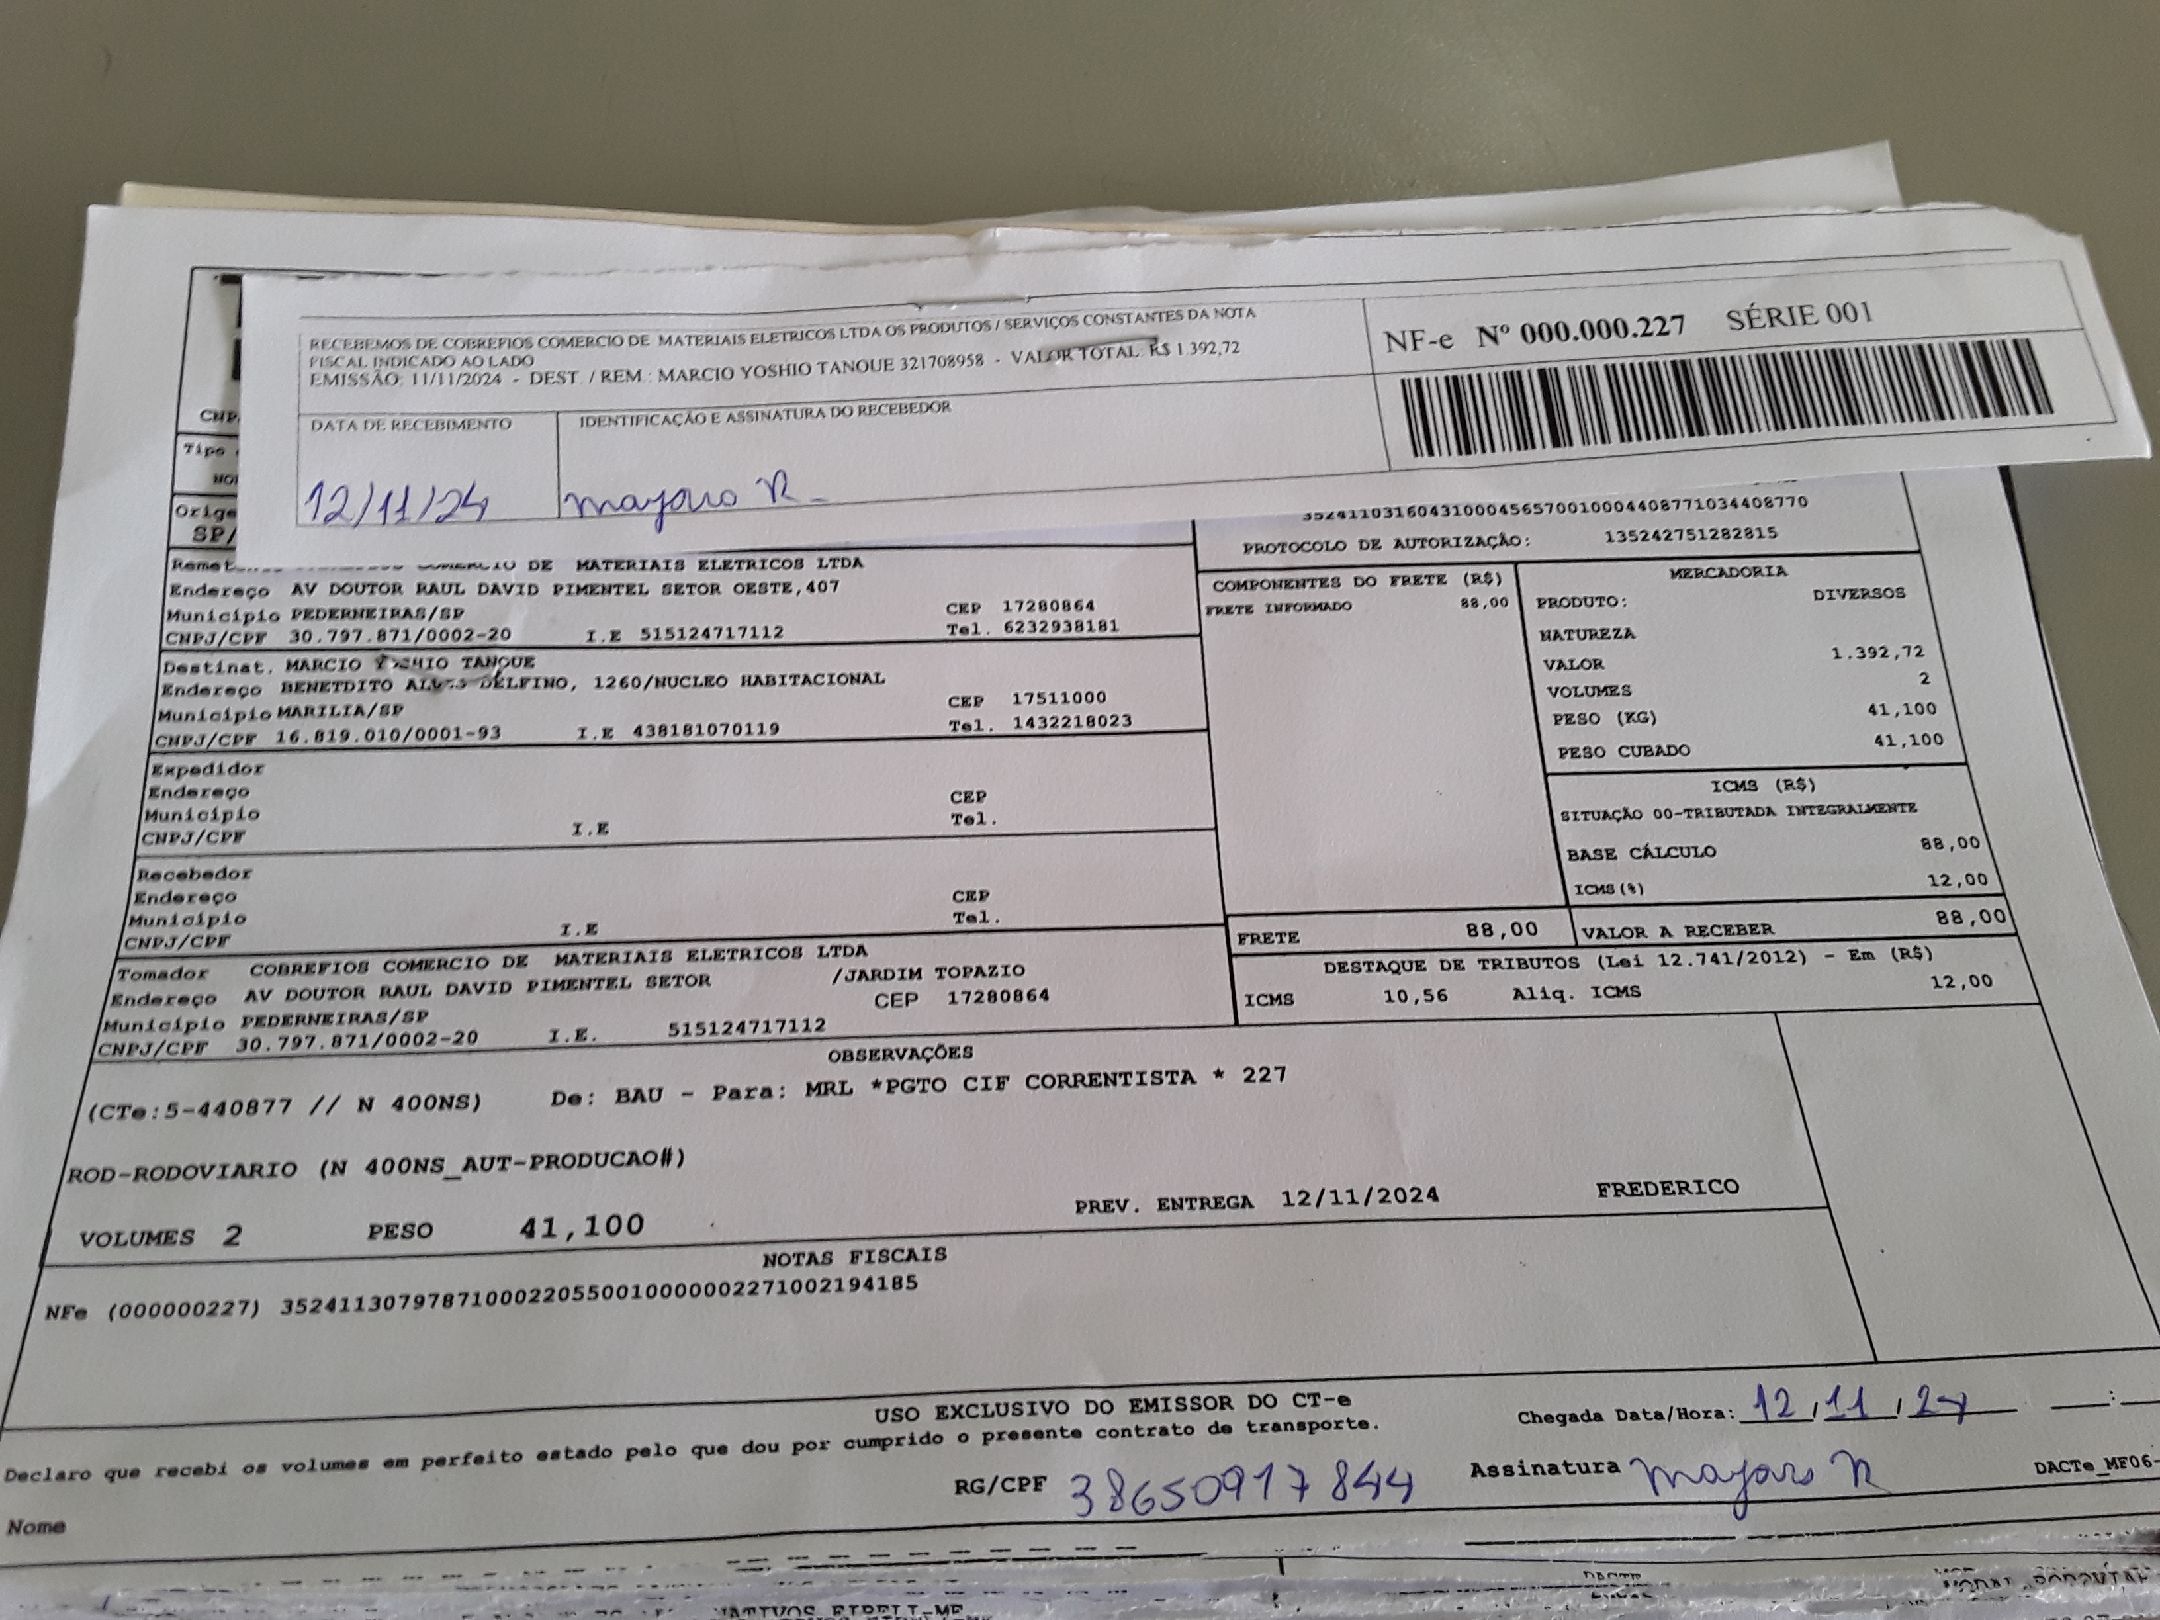 RECEBEMOS DE COBREFIOS COMERCIO DE MATERIAIS ELETRICOS LTDA OS PRODUTOS / SERVIÇOS CONSTANTES DA NOTA
FISCAL INDICADO AO LADO
EMISSÃO: 11/11/2024 - DEST. / REM.: MARCIO YOSHIO TANOUE 321708958 - VALOR TOTAL: R$ 1.392,72
NF-e Nº 000.000.227 SÉRIE 001
DATA DE RECEBIMENTO
IDENTIFICAÇÃO E ASSINATURA DO RECEBEDOR
12/11/24
CNPJ
Tipo
SP/
35241103160431000456570010004408771034408770
PROTOCOLO DE AUTORIZAÇÃO: 135242751282815
COMERCIO DE MATERIAIS ELETRICOS LTDA
Endereço AV DOUTOR RAUL DAVID PIMENTEL SETOR OESTE,407
Município PEDERNEIRAS/SP CEP 17280864
CNPJ/CPF 30.797.871/0002-20 I.E 515124717112 Tel. 6232938181
Destinat. MARCIO YOSHIO TANOUE
Endereço BENETDITO ALVES DELFINO, 1260/NUCLEO HABITACIONAL
Município MARILIA/SP CEP 17511000
CNPJ/CPF 16.819.010/0001-93 I.E 438181070119 Tel. 1432218023
Expedidor
Endereço CEP
Município Tel.
CNPJ/CPF I.E
Recebedor
Endereço CEP
Município Tel.
CNPJ/CPF I.E
Tomador COBREFIOS COMERCIO DE MATERIAIS ELETRICOS LTDA
Endereço AV DOUTOR RAUL DAVID PIMENTEL SETOR /JARDIM TOPAZIO
Município PEDERNEIRAS/SP CEP 17280864
CNPJ/CPF 30.797.871/0002-20 I.E. 515124717112
COMPONENTES DO FRETE (R$)
FRETE INFORMADO 88,00
MERCADORIA
PRODUTO: DIVERSOS
NATUREZA
VALOR 1.392,72
VOLUMES 2
PESO (KG) 41,100
PESO CUBADO 41,100
ICMS (R$)
SITUAÇÃO 00-TRIBUTADA INTEGRALMENTE
BASE CÁLCULO 88,00
ICMS(%) 12,00
FRETE 88,00 VALOR A RECEBER 88,00
DESTAQUE DE TRIBUTOS (Lei 12.741/2012) - Em (R$)
ICMS 10,56 Aliq. ICMS 12,00
OBSERVAÇÕES
(CTe:5-440877 // N 400NS) De: BAU - Para: MRL *PGTO CIF CORRENTISTA * 227
ROD-RODOVIARIO (N 400NS_AUT-PRODUCAO#)
VOLUMES 2 PESO 41,100 PREV. ENTREGA 12/11/2024 FREDERICO
NOTAS FISCAIS
NFe (000000227) 35241130797871000220550010000002271002194185
USO EXCLUSIVO DO EMISSOR DO CT-e
Declaro que recebi os volumes em perfeito estado pelo que dou por cumprido o presente contrato de transporte.
Chegada Data/Hora: 12/11/24 :
RG/CPF 38650917844 Assinatura
DACTe_MF06-
Nome